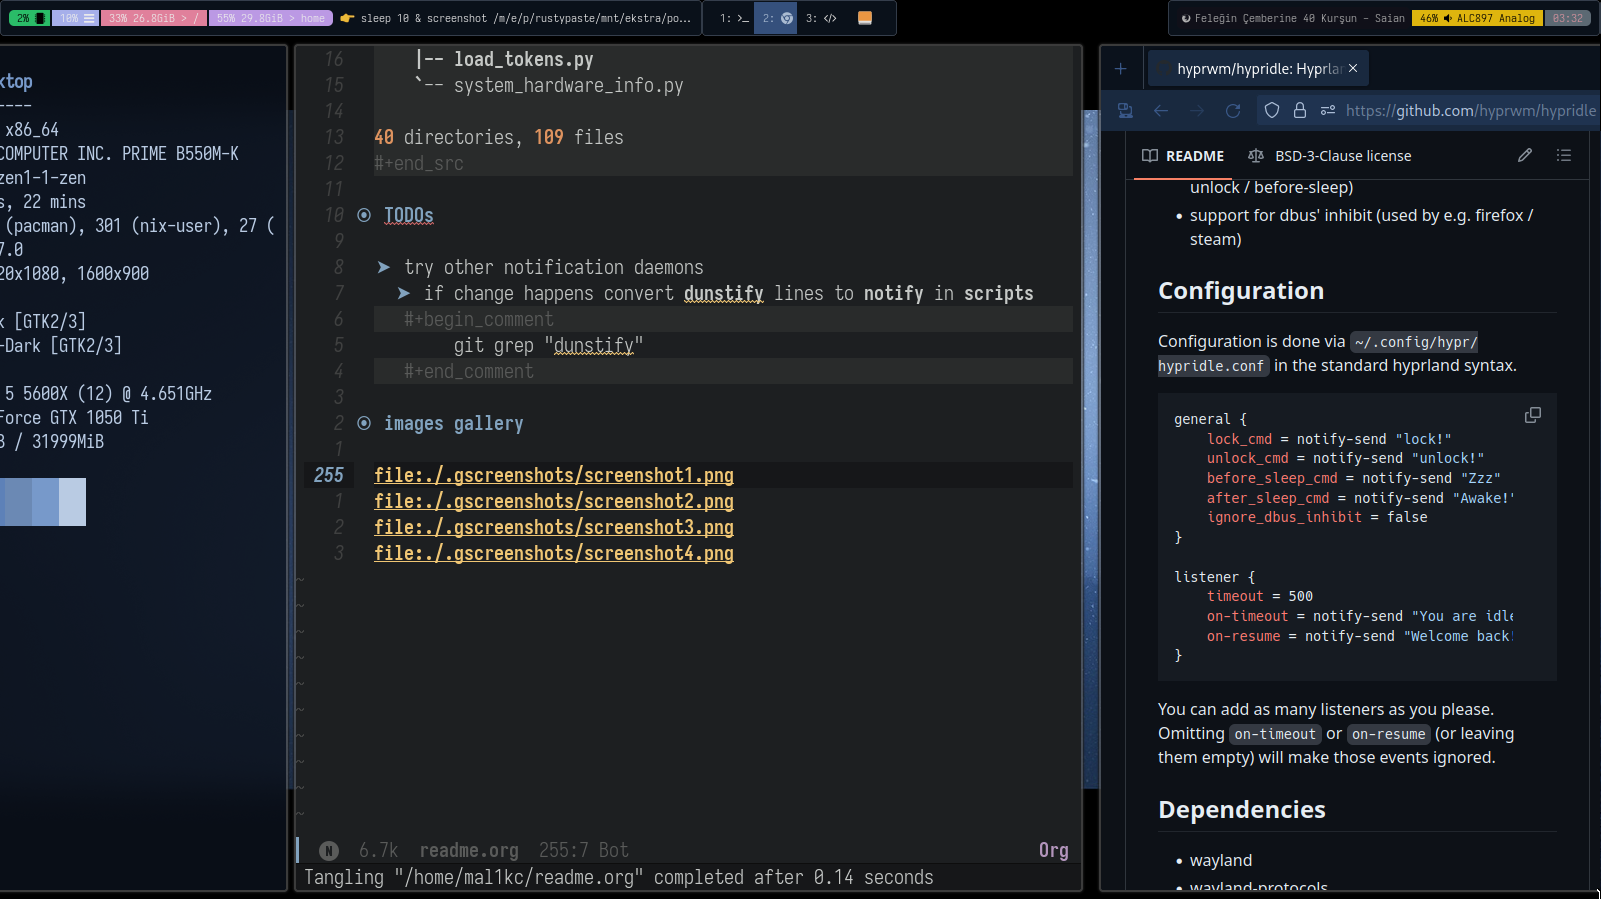 2%
10%
33% 26.8GiB > /
55% 29.8GiB > home
sleep 10 & screenshot /m/e/p/rustypaste/mnt/ekstra/po...
1: >_
2:
3: </>
Feleğin Çemberine 40 Kurşun - Saian
46% ALC897 Analog
03:32
ktop
----
x86_64
COMPUTER INC. PRIME B550M-K
zen1-1-zen
s, 22 mins
(pacman), 301 (nix-user), 27 (
7.0
20x1080, 1600x900
k [GTK2/3]
-Dark [GTK2/3]
5 5600X (12) @ 4.651GHz
Force GTX 1050 Ti
/ 31999MiB
16 |-- load_tokens.py
15 `-- system_hardware_info.py
14
13 40 directories, 109 files
12 #+end_src
11
10 TODOs
9
8 ➤ try other notification daemons
7 ➤ if change happens convert dunstify lines to notify in scripts
6 #+begin_comment
5 git grep "dunstify"
4 #+end_comment
3
2 images gallery
1
255 file:./.gscreenshots/screenshot1.png
1 file:./.gscreenshots/screenshot2.png
2 file:./.gscreenshots/screenshot3.png
3 file:./.gscreenshots/screenshot4.png
~
~
~
~
~
~
~
~
~
~
N 6.7k readme.org 255:7 Bot Org
Tangling "/home/mal1kc/readme.org" completed after 0.14 seconds
+ hyprwm/hypridle: Hyprlan ×
https://github.com/hyprwm/hypridle
README BSD-3-Clause license
unlock / before-sleep)
• support for dbus' inhibit (used by e.g. firefox /
steam)
Configuration
Configuration is done via ~/.config/hypr/
hypridle.conf in the standard hyprland syntax.
general {
lock_cmd = notify-send "lock!"
unlock_cmd = notify-send "unlock!"
before_sleep_cmd = notify-send "Zzz"
after_sleep_cmd = notify-send "Awake!"
ignore_dbus_inhibit = false
}
listener {
timeout = 500
on-timeout = notify-send "You are idle
on-resume = notify-send "Welcome back!
}
You can add as many listeners as you please.
Omitting on-timeout or on-resume (or leaving
them empty) will make those events ignored.
Dependencies
• wayland
• wayland-protocols